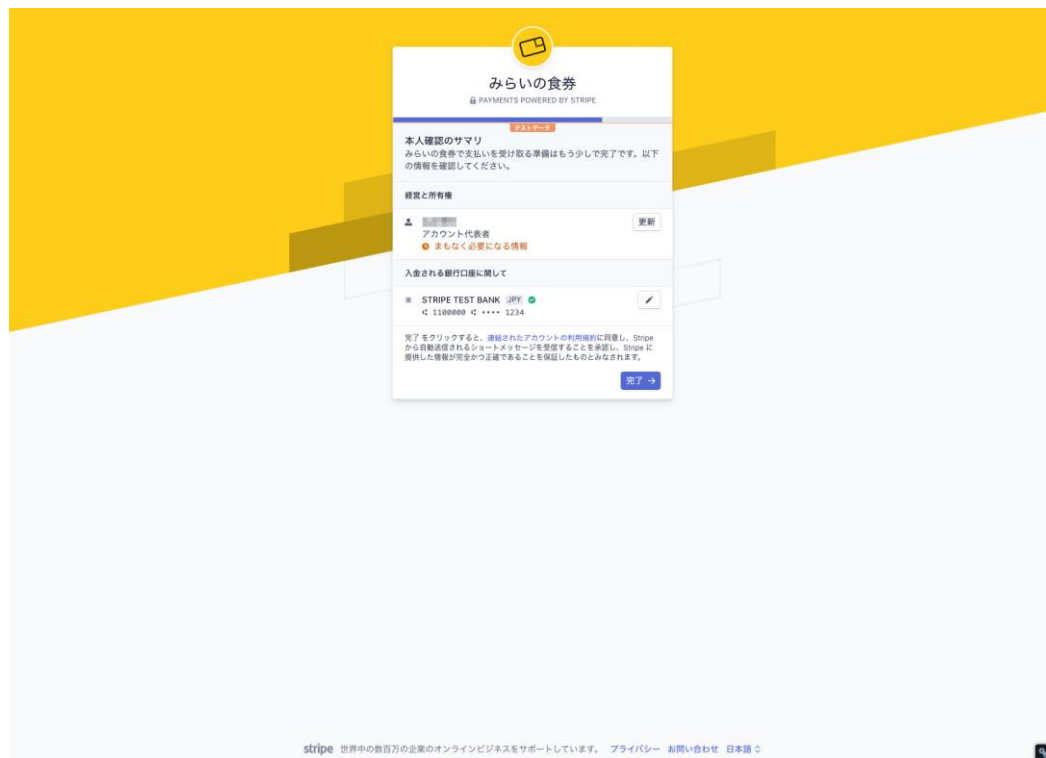 みらいの食券
PAYMENTS POWERED BY STRIPE
テストデータ
本人確認のサマリ
みらいの食券で支払いを受け取る準備はもう少しで完了です。以下
の情報を確認してください。
経営と所有権
更新
アカウント代表者
まもなく必要になる情報
入金される銀行口座に関して
STRIPE TEST BANK JPY
1100000 •••• 1234
完了 をクリックすると、連結されたアカウントの利用規約に同意し、Stripe
から自動送信されるショートメッセージを受信することを承認し、Stripe に
提供した情報が完全かつ正確であることを保証したものとみなされます。
完了 →
stripe 世界中の数百万の企業のオンラインビジネスをサポートしています。 プライバシー お問い合わせ 日本語